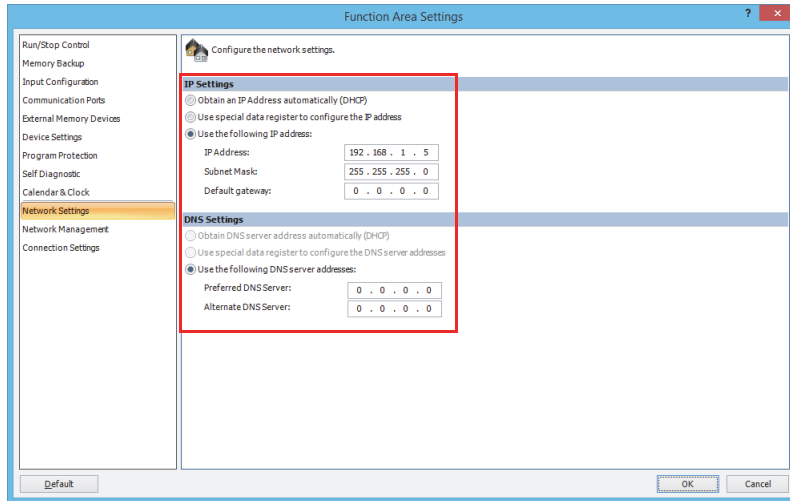 Function Area Settings
?
×
Run/Stop Control
Memory Backup
Input Configuration
Communication Ports
External Memory Devices
Device Settings
Program Protection
Self Diagnostic
Calendar & Clock
Network Settings
Network Management
Connection Settings
Configure the network settings.
IP Settings
Obtain an IP Address automatically (DHCP)
Use special data register to configure the IP address
Use the following IP address:
IP Address: 192 . 168 . 1 . 5
Subnet Mask: 255 . 255 . 255 . 0
Default gateway: 0 . 0 . 0 . 0
DNS Settings
Obtain DNS server address automatically (DHCP)
Use special data register to configure the DNS server addresses
Use the following DNS server addresses:
Preferred DNS Server: 0 . 0 . 0 . 0
Alternate DNS Server: 0 . 0 . 0 . 0
Default
OK
Cancel